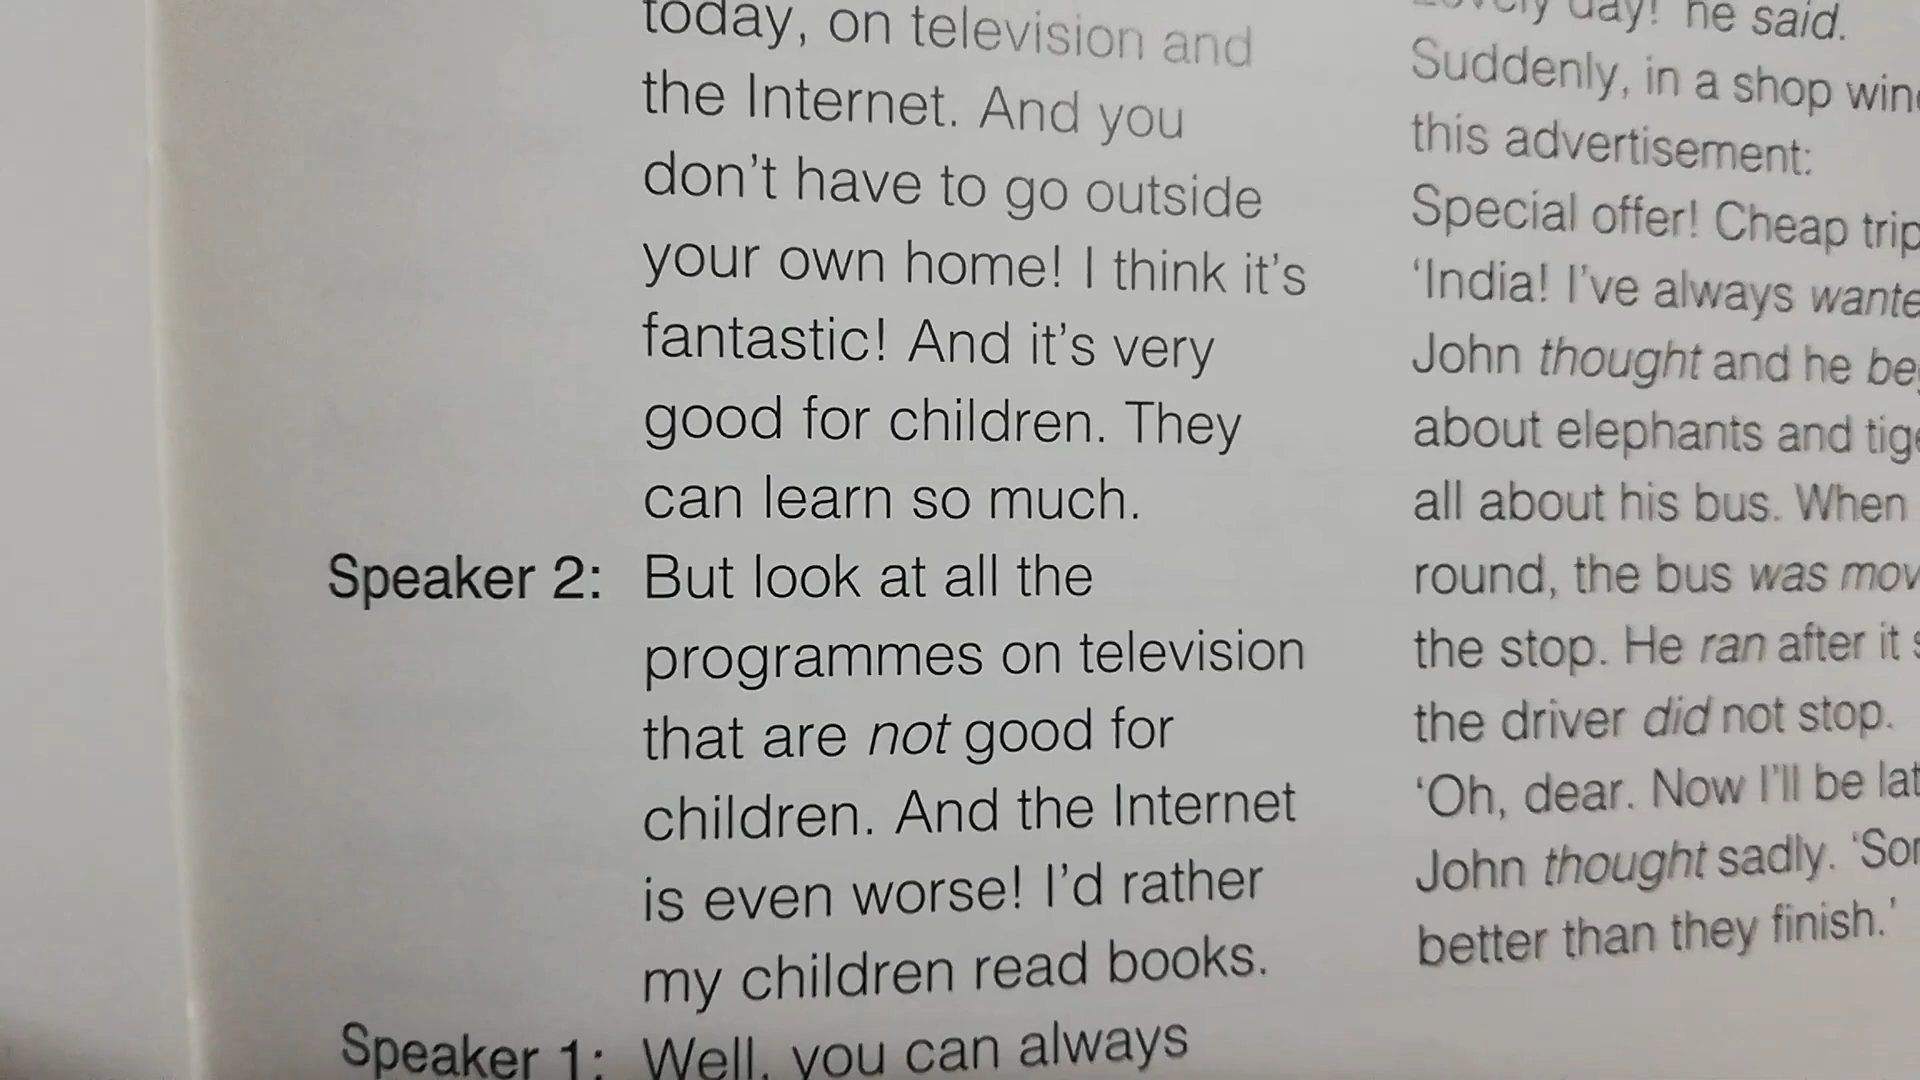 today, on television and
the Internet. And you
don't have to go outside
your own home! I think it's
fantastic! And it's very
good for children. They
can learn so much.
Speaker 2: But look at all the
programmes on television
that are not good for
children. And the Internet
is even worse! I'd rather
my children read books.
Speaker 1: Well, you can always
day!' he said.
Suddenly, in a shop
this advertisement:
Special offer! Cheap
'India! I've always
John thought and he
about elephants and
all about his bus. When
round, the bus was
the stop. He ran after it
the driver did not stop.
'Oh, dear. Now I'll be
John thought sadly.
better than they finish.'